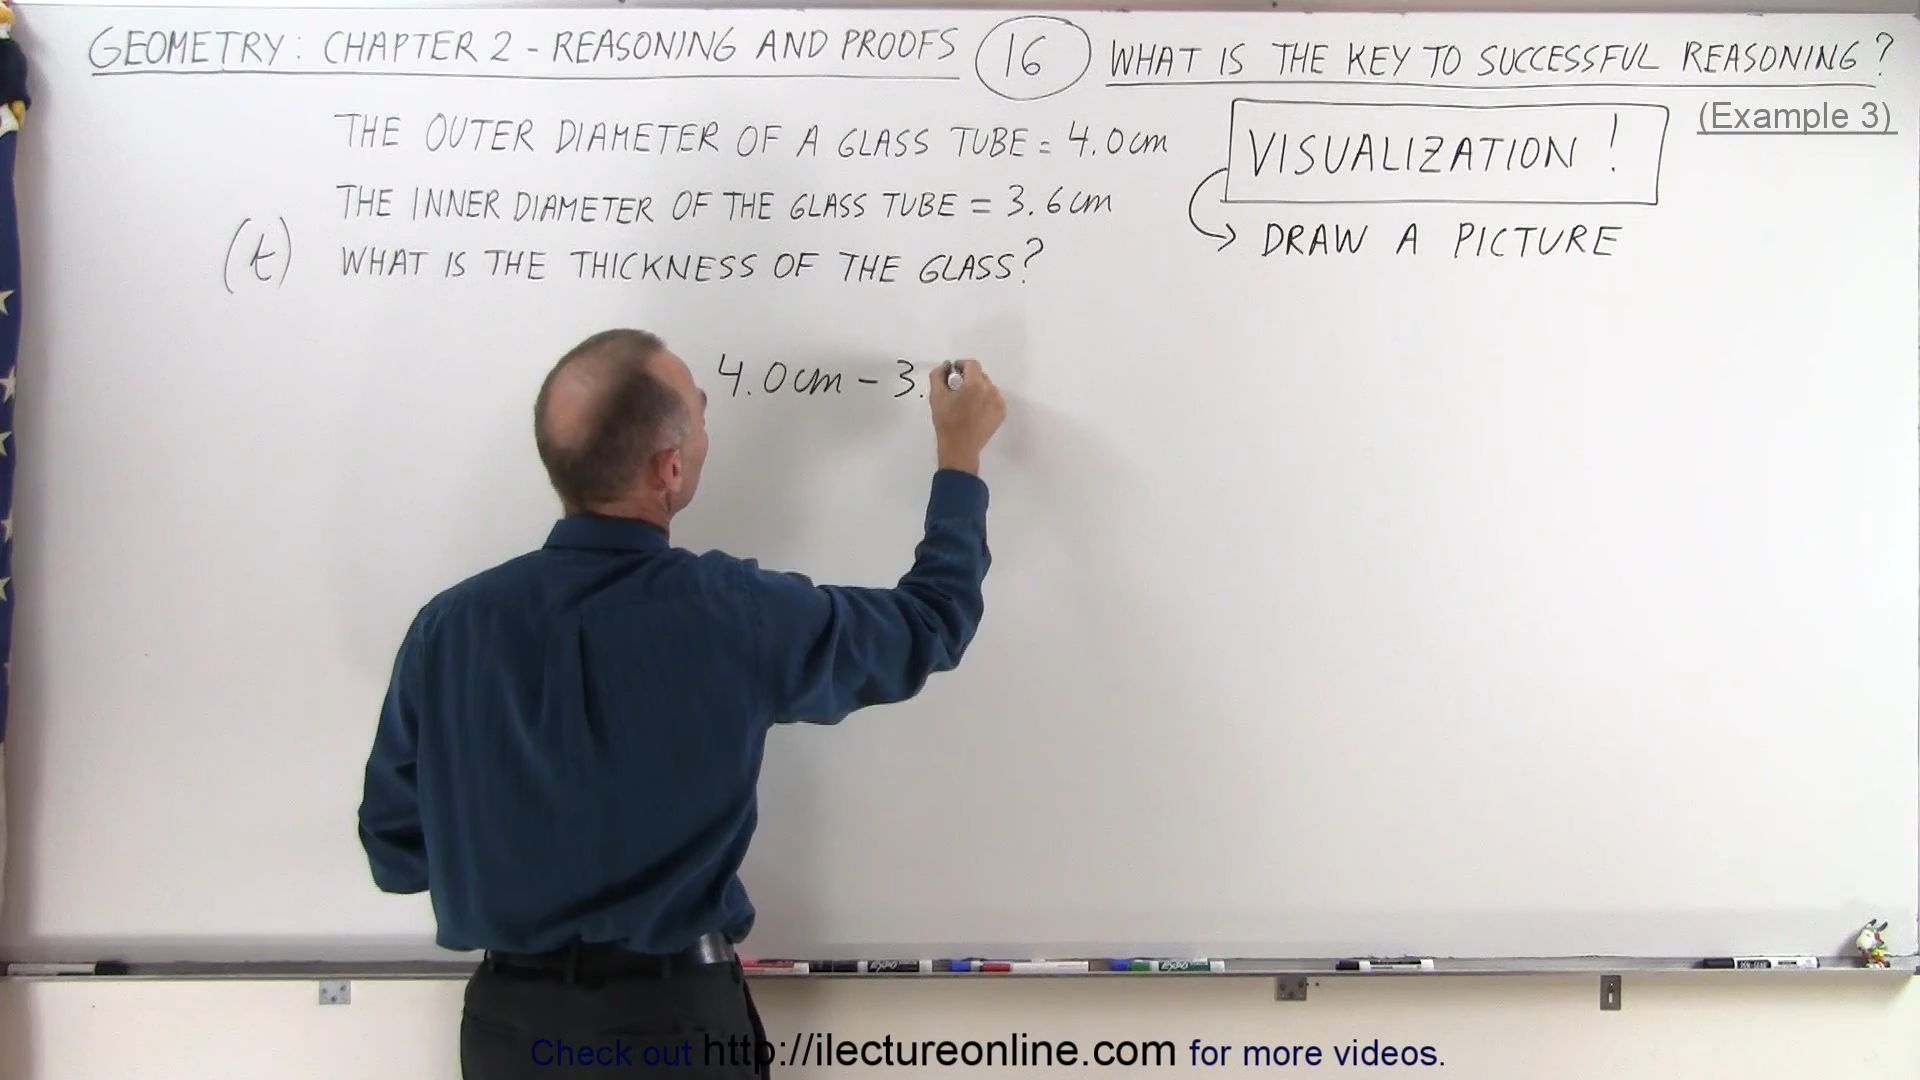 GEOMETRY: CHAPTER 2 - REASONING AND PROOFS 16 WHAT IS THE KEY TO SUCCESSFUL REASONING?
(Example 3)
THE OUTER DIAMETER OF A GLASS TUBE = 4.0cm
VISUALIZATION!
THE INNER DIAMETER OF THE GLASS TUBE = 3.6cm
DRAW A PICTURE
(t) WHAT IS THE THICKNESS OF THE GLASS?
4.0cm - 3.
EXPO
EXPO
Check out http://ilectureonline.com for more videos.